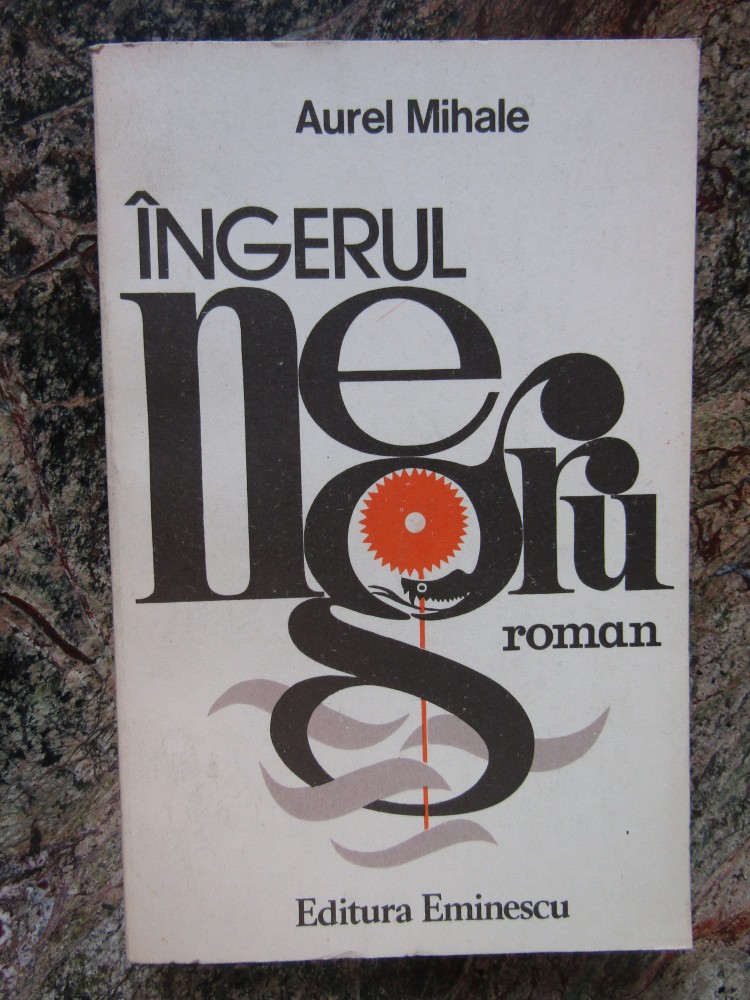 Aurel Mihale
ÎNGERUL
negru
roman
Editura Eminescu